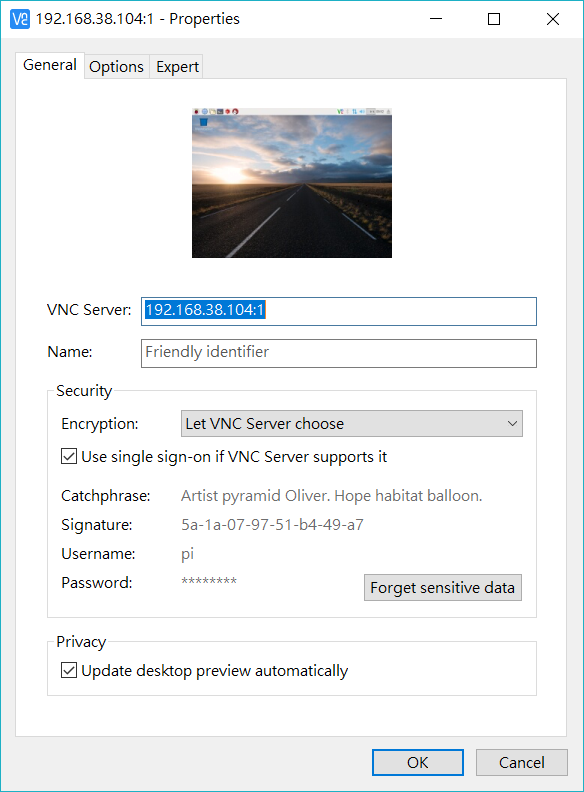 192.168.38.104:1 - Properties
General Options Expert
VNC Server: 192.168.38.104:1
Name: Friendly identifier
Security
Encryption: Let VNC Server choose
Use single sign-on if VNC Server supports it
Catchphrase: Artist pyramid Oliver. Hope habitat balloon.
Signature: 5a-1a-07-97-51-b4-49-a7
Username: pi
Password: ********
Forget sensitive data
Privacy
Update desktop preview automatically
OK Cancel